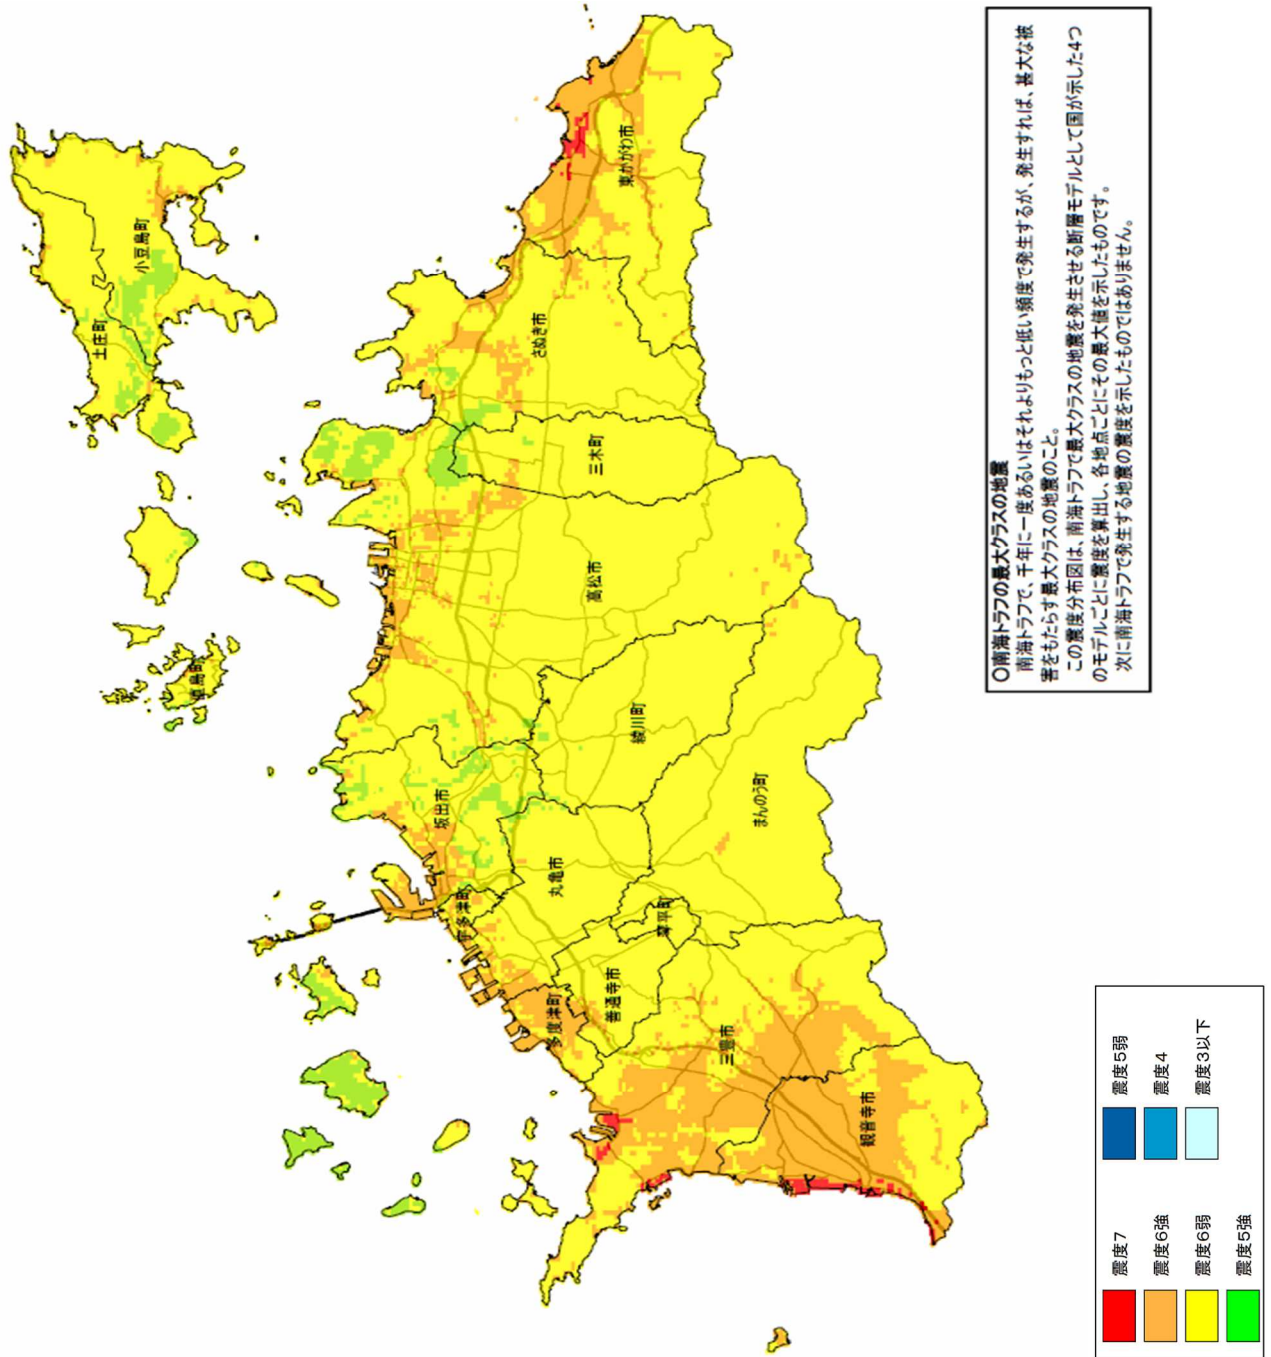 小豆島町
土庄町
直島町
東かがわ市
さぬき市
三木町
高松市
綾川町
坂出市
まんのう町
丸亀市
宇多津町
琴平町
善通寺市
多度津町
三豊市
観音寺市
〇南海トラフの最大クラスの地震
南海トラフで、千年に一度あるいはそれよりもっと低い頻度で発生するが、発生すれば、甚大な被
害をもたらす最大クラスの地震のこと。
この震度分布図は、南海トラフで最大クラスの地震を発生させる断層モデルとして国が示した4つ
のモデルごとに震度を算出し、各地点ごとにその最大値を示したものです。
次に南海トラフで発生する地震の震度を示したものではありません。
震度7
震度6強
震度6弱
震度5強
震度5弱
震度4
震度3以下